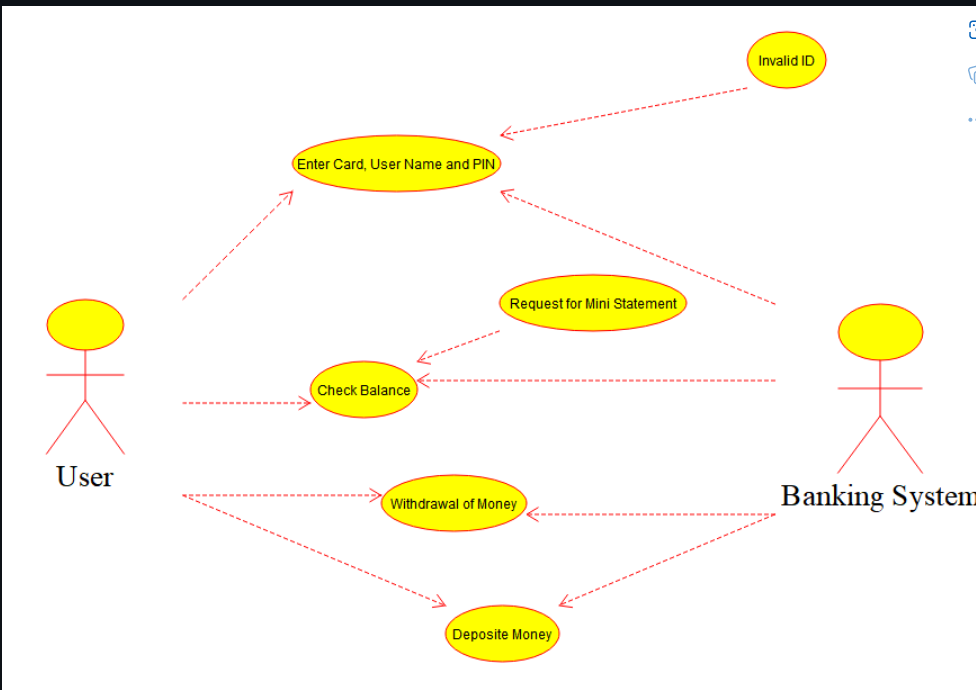 Invalid ID
Enter Card, User Name and PIN
Request for Mini Statement
Check Balance
User
Banking System
Withdrawal of Money
Deposite Money